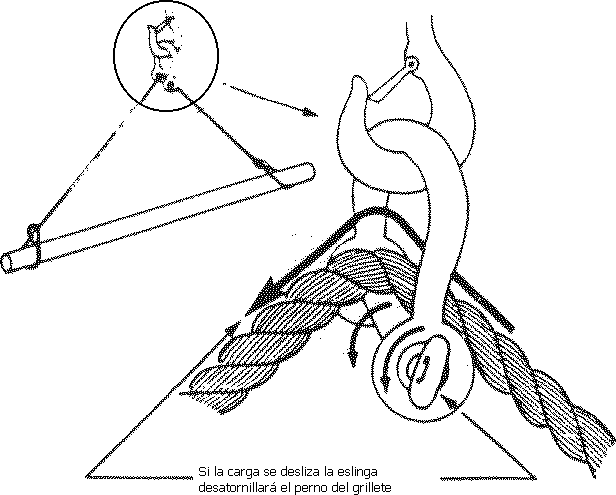 Si la carga se desliza la eslinga
desatornillará el perno del grillete